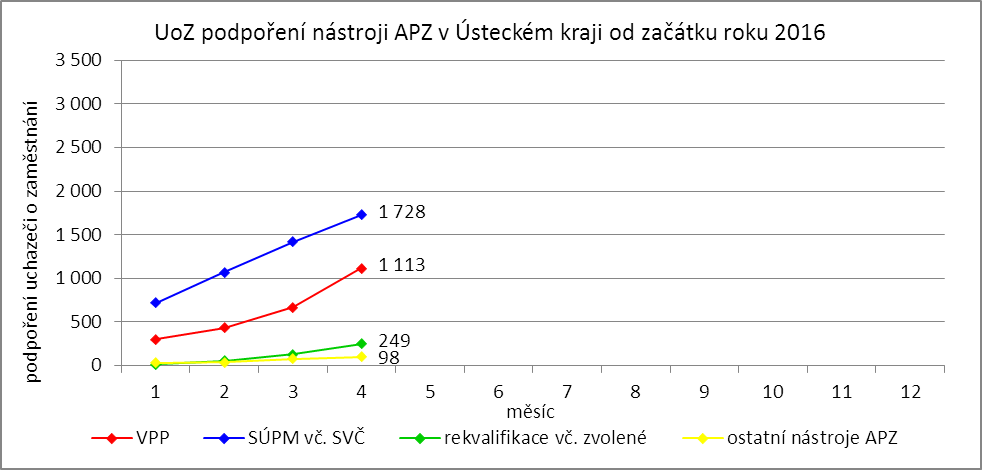 UoZ podpoření nástroji APZ v Ústeckém kraji od začátku roku 2016
podpoření uchazeči o zaměstnání
3 500
3 000
2 500
2 000
1 500
1 000
500
0
1 728
1 113
249
98
1 2 3 4 5 6 7 8 9 10 11 12
měsíc
VPP SÚPM vč. SVČ rekvalifikace vč. zvolené ostatní nástroje APZ